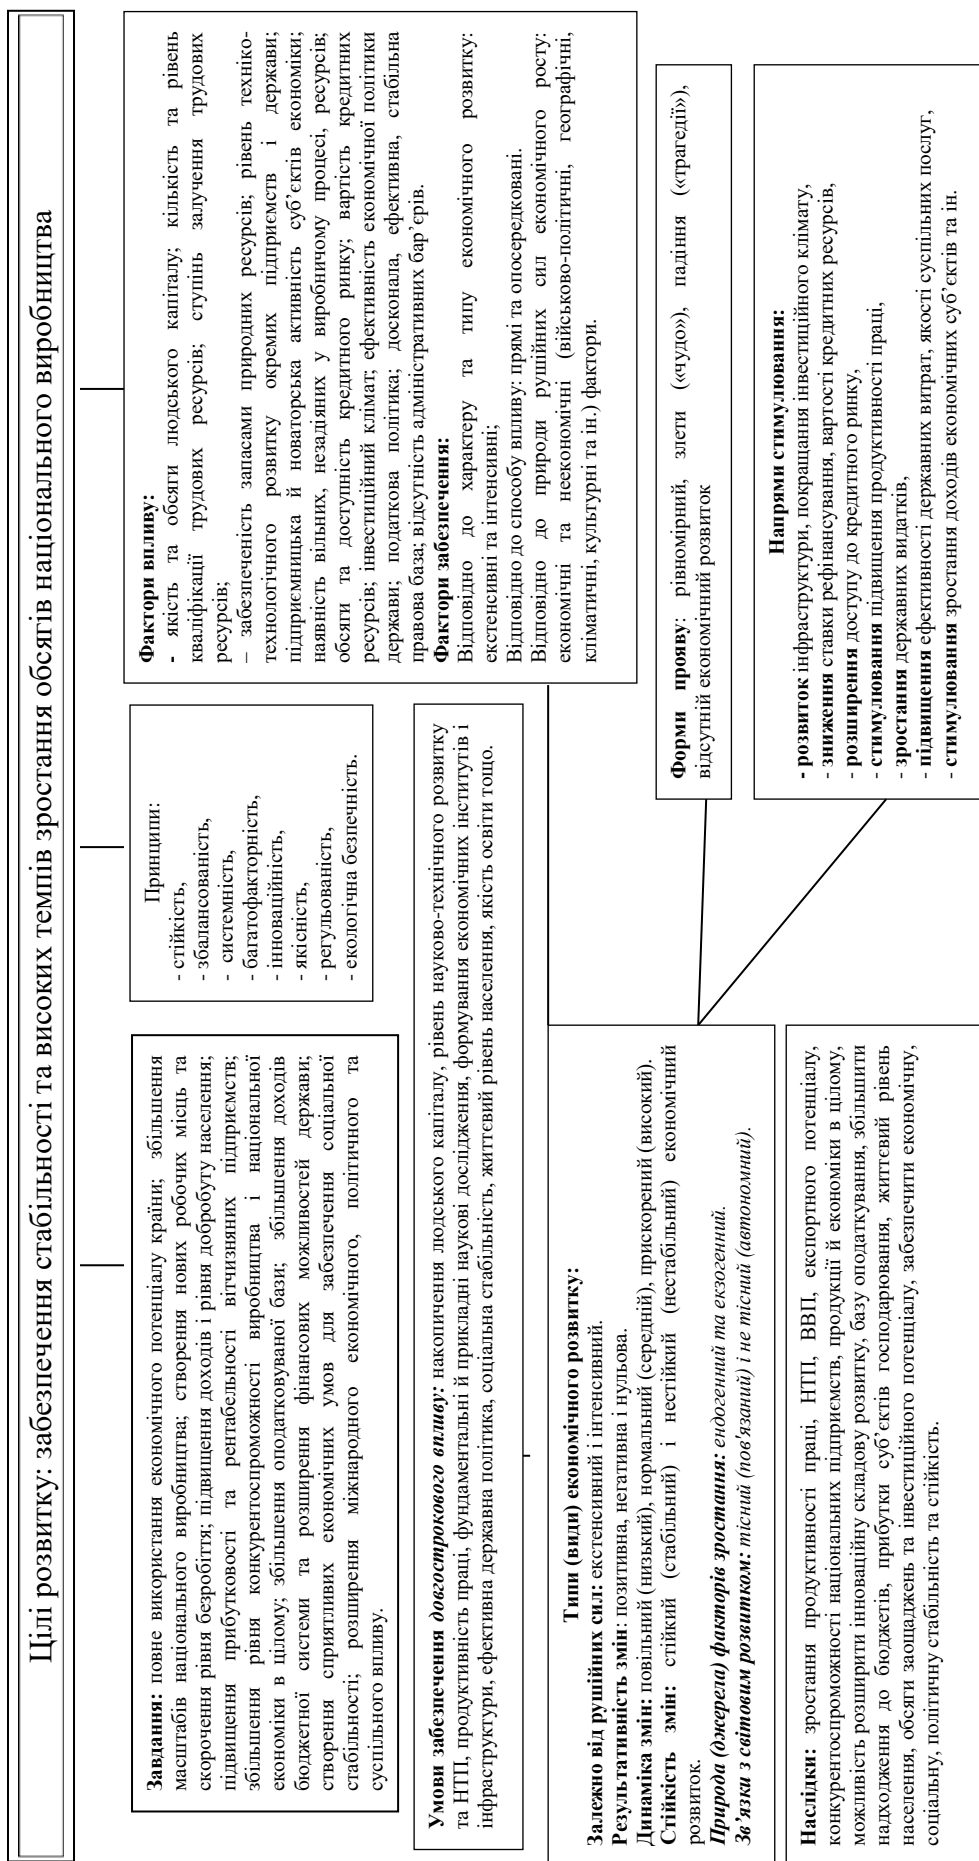 Цілі розвитку: забезпечення стабільності та високих темпів зростання обсягів національного виробництва
Завдання: повне використання економічного потенціалу країни; збільшення
масштабів національного виробництва; створення нових робочих місць та
скорочення рівня безробіття; підвищення доходів і рівня добробуту населення;
підвищення прибутковості та рентабельності вітчизняних підприємств;
збільшення рівня конкурентоспроможності виробництва і національної
економіки в цілому; збільшення оподаткованої бази; збільшення доходів
бюджетної системи та розширення фінансових можливостей держави;
створення сприятливих економічних умов для забезпечення соціальної
стабільності; розширення міжнародного економічного, політичного та
суспільного впливу.
Принципи:
- стійкість,
- збалансованість,
- системність,
- багатофакторність,
- інноваційність,
- якісність,
- регульованість,
- екологічна безпечність.
Фактори впливу:
- якість та обсяги людського капіталу; кількість та рівень
кваліфікації трудових ресурсів; ступінь залучення трудових
ресурсів;
– забезпеченість запасами природних ресурсів; рівень техніко-
технологічного розвитку окремих підприємств і держави;
підприємницька й новаторська активність суб’єктів економіки;
наявність вільних, незадіяних у виробничому процесі, ресурсів;
обсяги та доступність кредитного ринку; вартість кредитних
ресурсів; інвестиційний клімат; ефективність економічної політики
держави; податкова політика; досконала, ефективна, стабільна
правова база; відсутність адміністративних бар’єрів.
Фактори забезпечення:
Відповідно до характеру та типу економічного розвитку:
екстенсивні та інтенсивні;
Відповідно до способу впливу: прямі та опосередковані.
Відповідно до природи рушійних сил економічного росту:
економічні та неекономічні (військово-політичні, географічні,
кліматичні, культурні та ін.) фактори.
Умови забезпечення довгострокового впливу: накопичення людського капіталу, рівень науково-технічного розвитку
та НТП, продуктивність праці, фундаментальні й прикладні наукові дослідження, формування економічних інститутів і
інфраструктури, ефективна державна політика, соціальна стабільність, життєвий рівень населення, якість освіти тощо.
Типи (види) економічного розвитку:
Залежно від рушійних сил: екстенсивний і інтенсивний.
Результативність змін: позитивна, негативна і нульова.
Динаміка змін: повільний (низький), нормальний (середній), прискорений (високий).
Стійкість змін: стійкий (стабільний) і нестійкий (нестабільний) економічний
розвиток.
Природа (джерела) факторів зростання: ендогенний та екзогенний.
Зв’язки з світовим розвитком: тісний (пов'язаний) і не тісний (автономний).
Форми прояву: рівномірний, злети («чудо»), падіння («трагедії»),
відсутній економічний розвиток
Наслідки: зростання продуктивності праці, НТП, ВВП, експортного потенціалу,
конкурентоспроможності національних підприємств, продукції й економіки в цілому,
можливість розширити інноваційну складову розвитку, базу оподаткування, збільшити
надходження до бюджетів, прибутки суб’єктів господарювання, життєвий рівень
населення, обсяги заощаджень та інвестиційного потенціалу, забезпечити економічну,
соціальну, політичну стабільність та стійкість.
Напрями стимулювання:
- розвиток інфраструктури, покращання інвестиційного клімату,
- зниження ставки рефінансування, вартості кредитних ресурсів,
- розширення доступу до кредитного ринку,
- стимулювання підвищення продуктивності праці,
- зростання державних видатків,
- підвищення ефективності державних витрат, якості суспільних послуг,
- стимулювання зростання доходів економічних суб’єктів та ін.